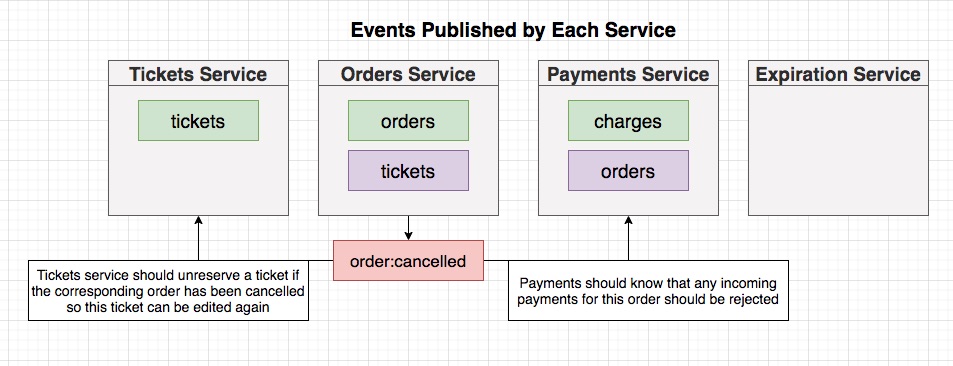 Events Published by Each Service
Tickets Service
Orders Service
Payments Service
Expiration Service
tickets
orders
charges
tickets
orders
order:cancelled
Tickets service should unreserve a ticket if
the corresponding order has been cancelled
so this ticket can be edited again
Payments should know that any incoming
payments for this order should be rejected